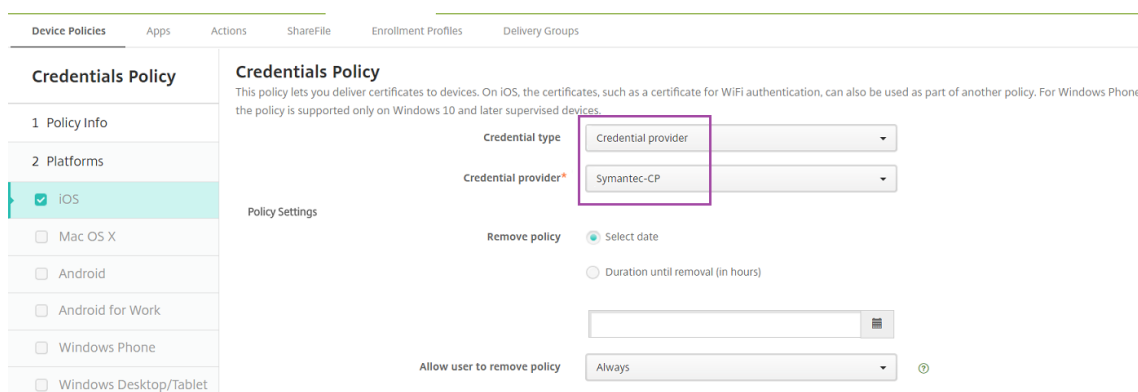 Device Policies Apps Actions ShareFile Enrollment Profiles Delivery Groups
Credentials Policy
1 Policy Info
2 Platforms
iOS
Mac OS X
Android
Android for Work
Windows Phone
Windows Desktop/Tablet
Credentials Policy
This policy lets you deliver certificates to devices. On iOS, the certificates, such as a certificate for WiFi authentication, can also be used as part of another policy. For Windows Phone
the policy is supported only on Windows 10 and later supervised devices.
Credential type Credential provider
Credential provider* Symantec-CP
Policy Settings
Remove policy Select date
Duration until removal (in hours)
Allow user to remove policy Always ?